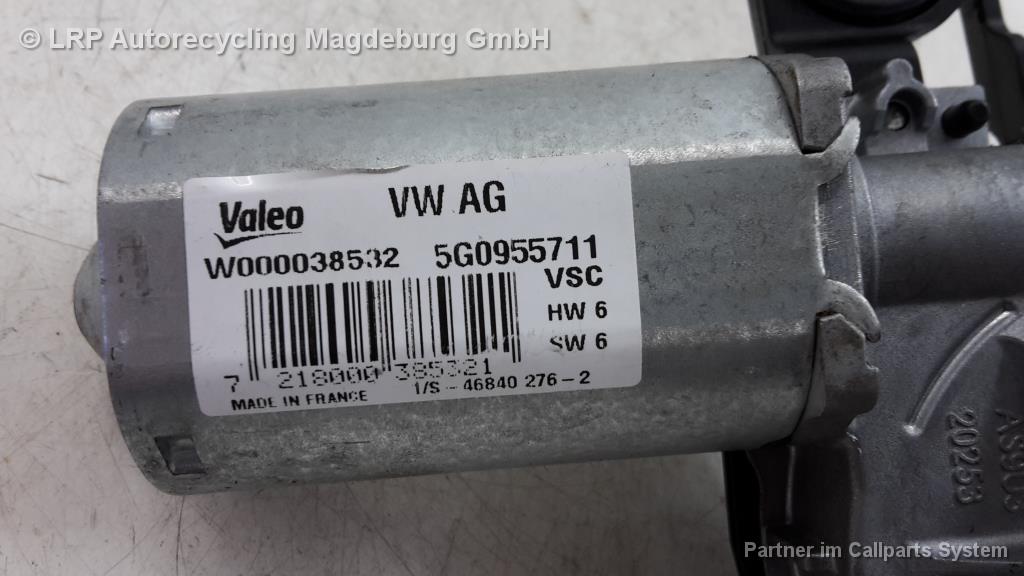 © LRP Autorecycling Magdeburg GmbH
Valeo VW AG
W000038532 5G0955711
VSC
HW 6
SW 6
7 218000 385321
MADE IN FRANCE I/S - 46840 276-2
20253
Partner im Callparts System